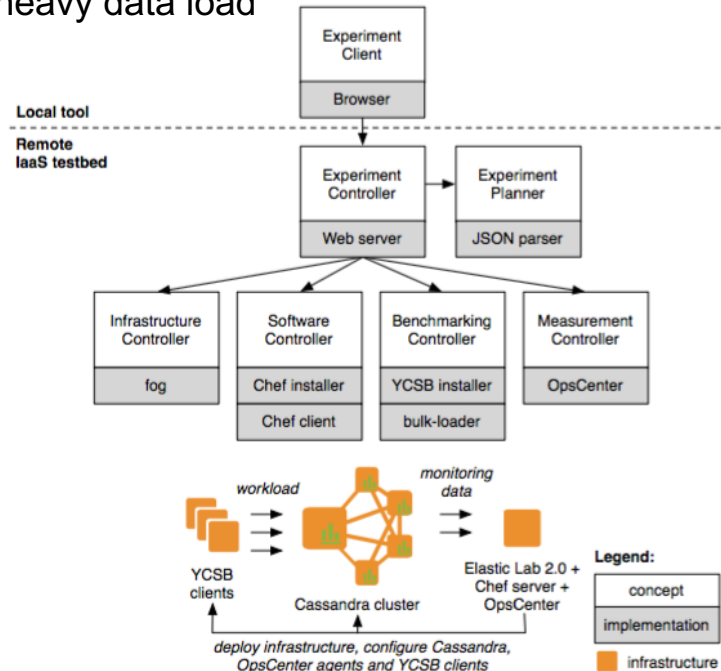 heavy data load
Experiment
Client
Browser
Local tool
Remote
IaaS testbed
Experiment
Controller
Web server
Experiment
Planner
JSON parser
Infrastructure
Controller
fog
Software
Controller
Chef installer
Chef client
Benchmarking
Controller
YCSB installer
bulk-loader
Measurement
Controller
OpsCenter
workload
monitoring
data
YCSB
clients
Cassandra cluster
Elastic Lab 2.0 +
Chef server +
OpsCenter
deploy infrastructure, configure Cassandra,
OpsCenter agents and YCSB clients
Legend:
concept
implementation
infrastructure